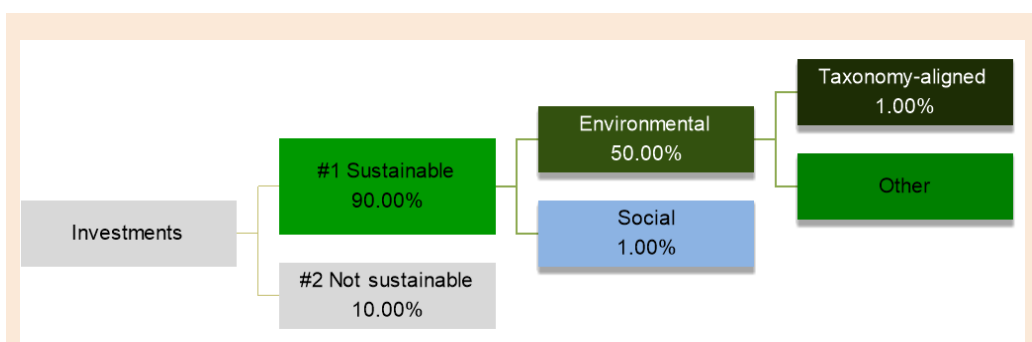 Investments
#1 Sustainable
90.00%
#2 Not sustainable
10.00%
Environmental
50.00%
Social
1.00%
Taxonomy-aligned
1.00%
Other